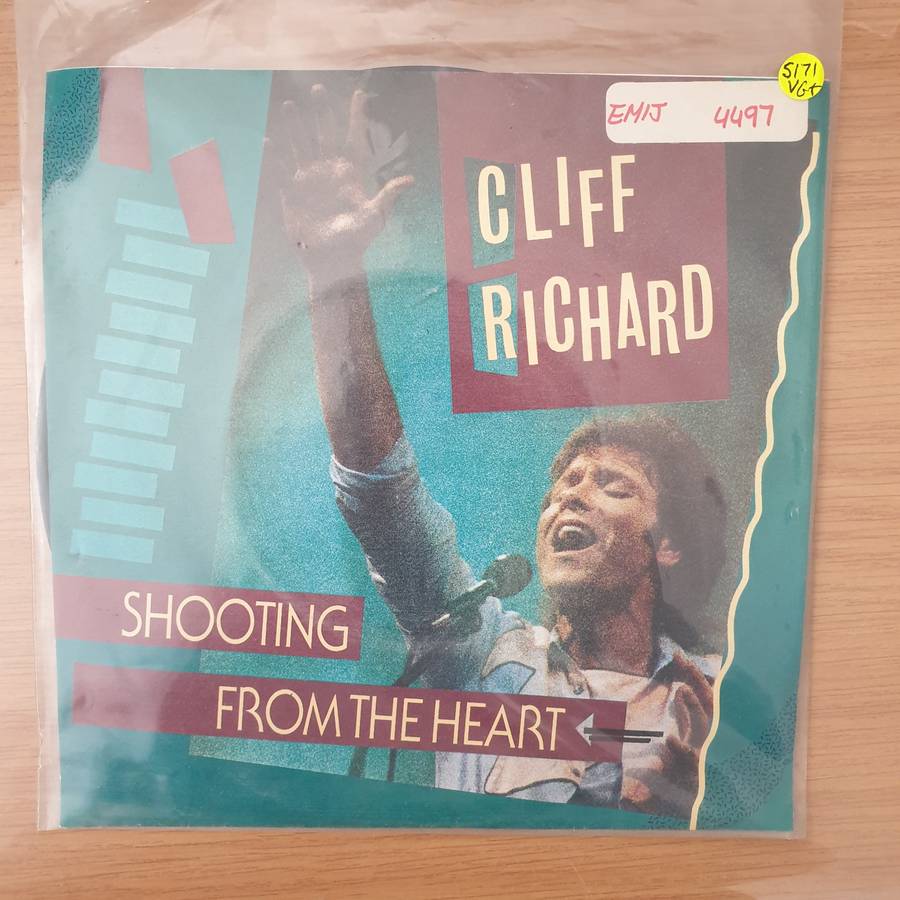 5171
VG+
EMIJ 4497
CLIFF
RICHARD
SHOOTING
FROM THE HEART